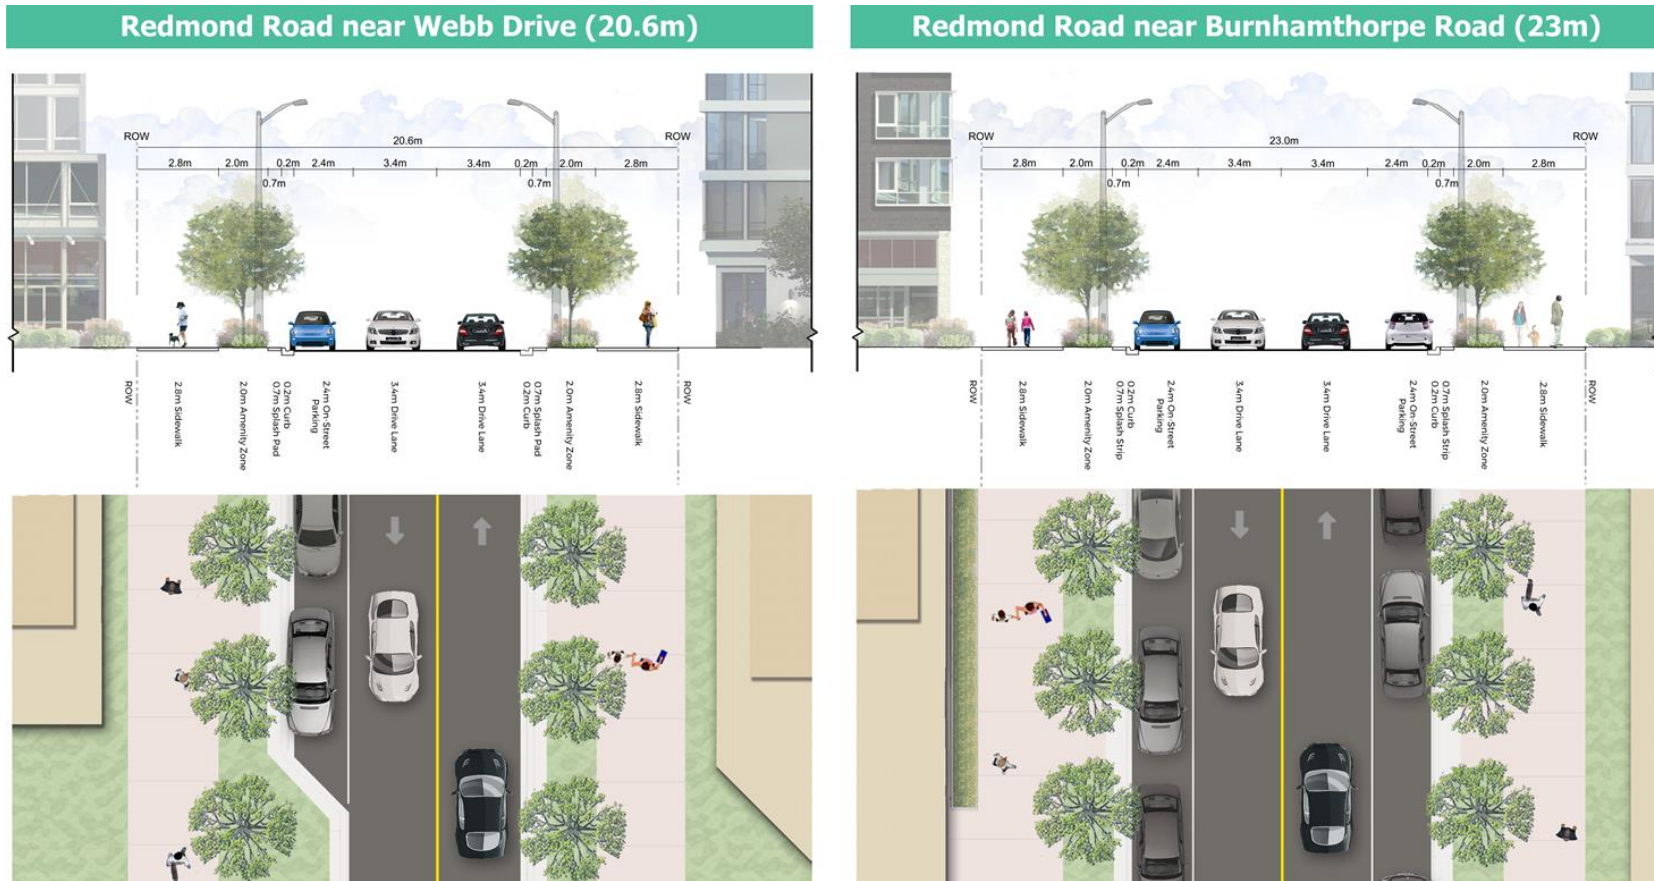 Redmond Road near Webb Drive (20.6m)
ROW
20.6m
ROW
2.8m
2.0m
0.2m
2.4m
3.4m
3.4m
0.2m
2.0m
2.8m
0.7m
0.7m
ROW
2.8m Sidewalk
2.0m Amenity Zone
0.7m Splash Pad
0.2m Curb
2.4m On-Street
Parking
3.4m Drive Lane
3.4m Drive Lane
0.2m Curb
0.7m Splash Pad
2.0m Amenity Zone
2.8m Sidewalk
ROW
Redmond Road near Burnhamthorpe Road (23m)
ROW
23.0m
ROW
2.8m
2.0m
0.2m
2.4m
3.4m
3.4m
2.4m
0.2m
2.0m
2.8m
0.7m
0.7m
ROW
2.8m Sidewalk
2.0m Amenity Zone
0.7m Splash Strip
0.2m Curb
2.4m On-Street
Parking
3.4m Drive Lane
3.4m Drive Lane
2.4m On-Street
Parking
0.2m Curb
0.7m Splash Strip
2.0m Amenity Zone
2.8m Sidewalk
ROW